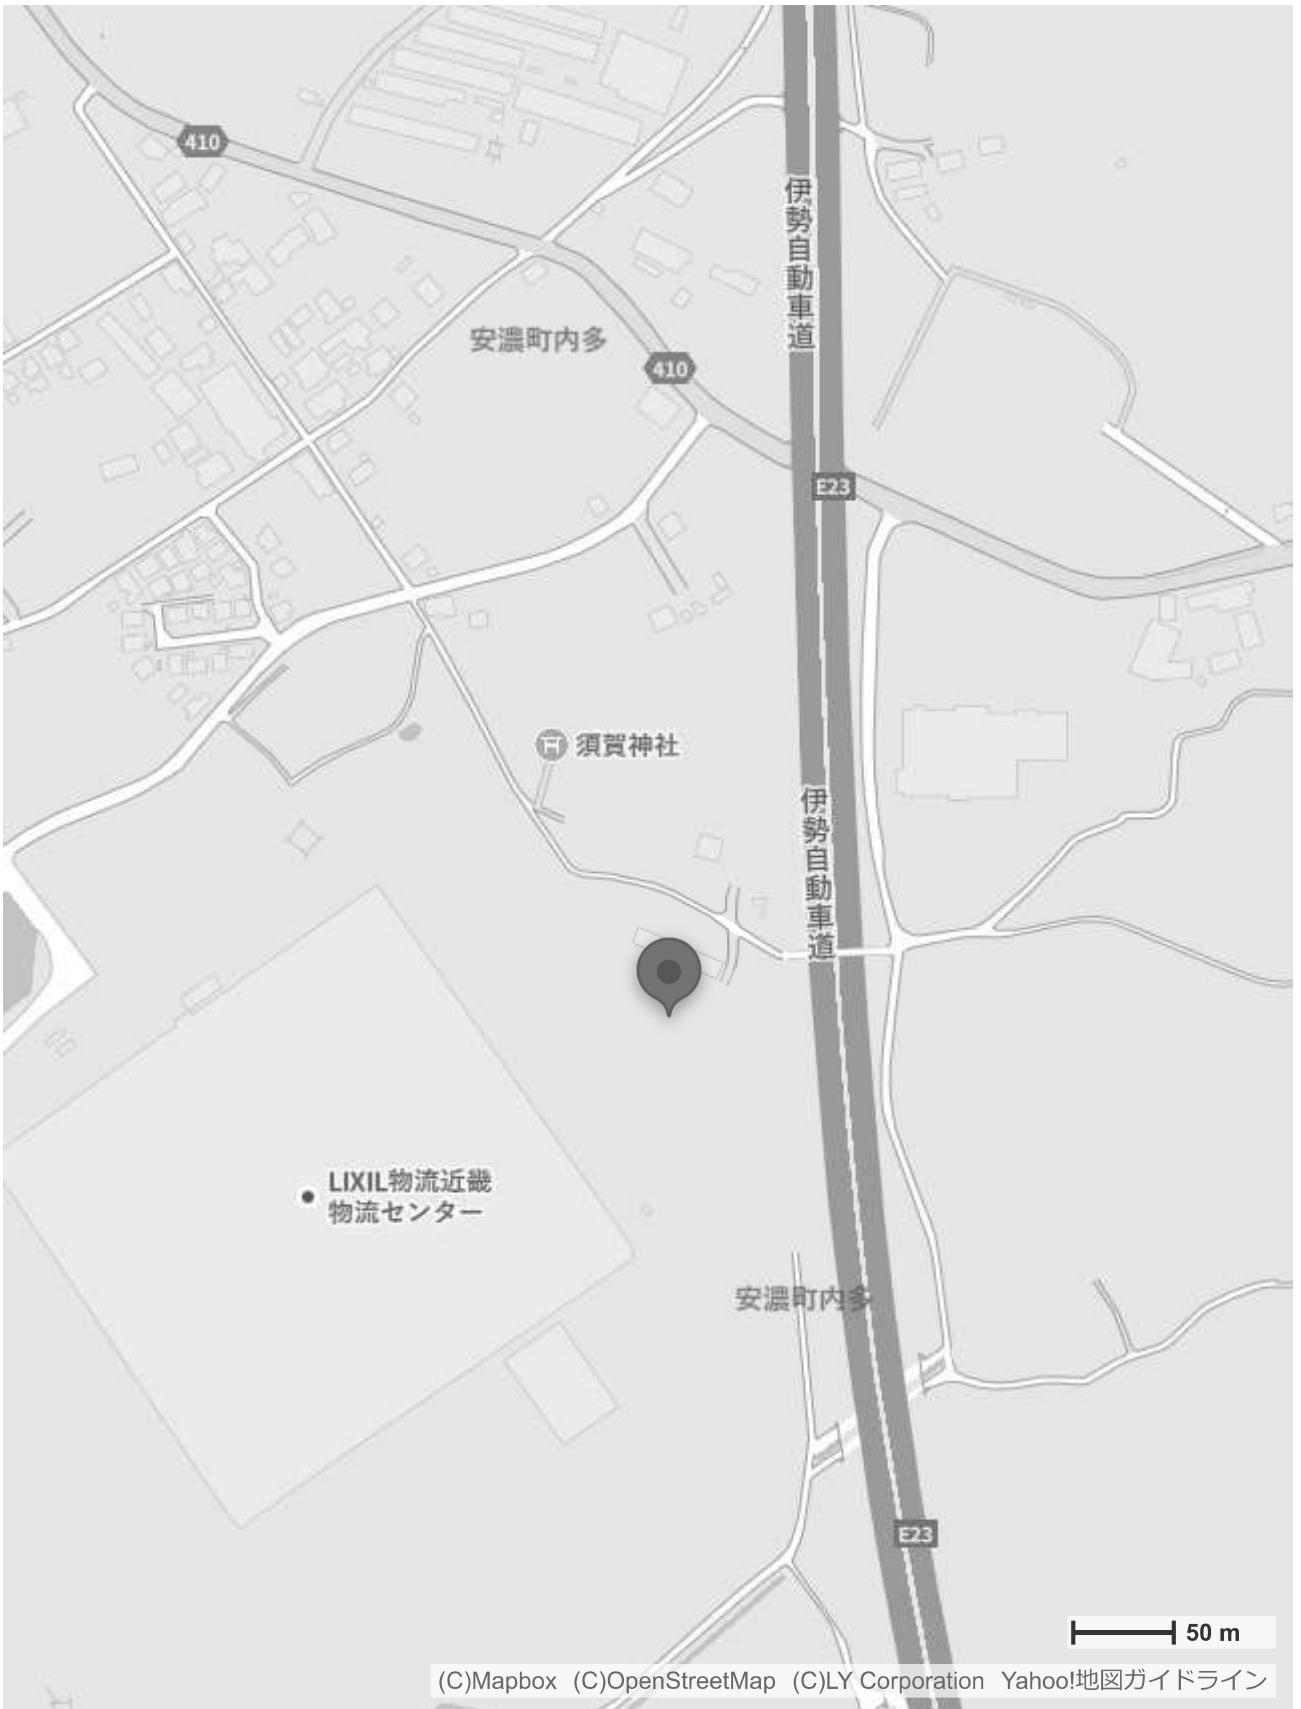 410
伊勢自動車道
安濃町内多
410
E23
須賀神社
伊勢自動車道
LIXIL物流近畿
物流センター
安濃町内多
E23
50 m
(C)Mapbox (C)OpenStreetMap (C)LY Corporation Yahoo!地図ガイドライン